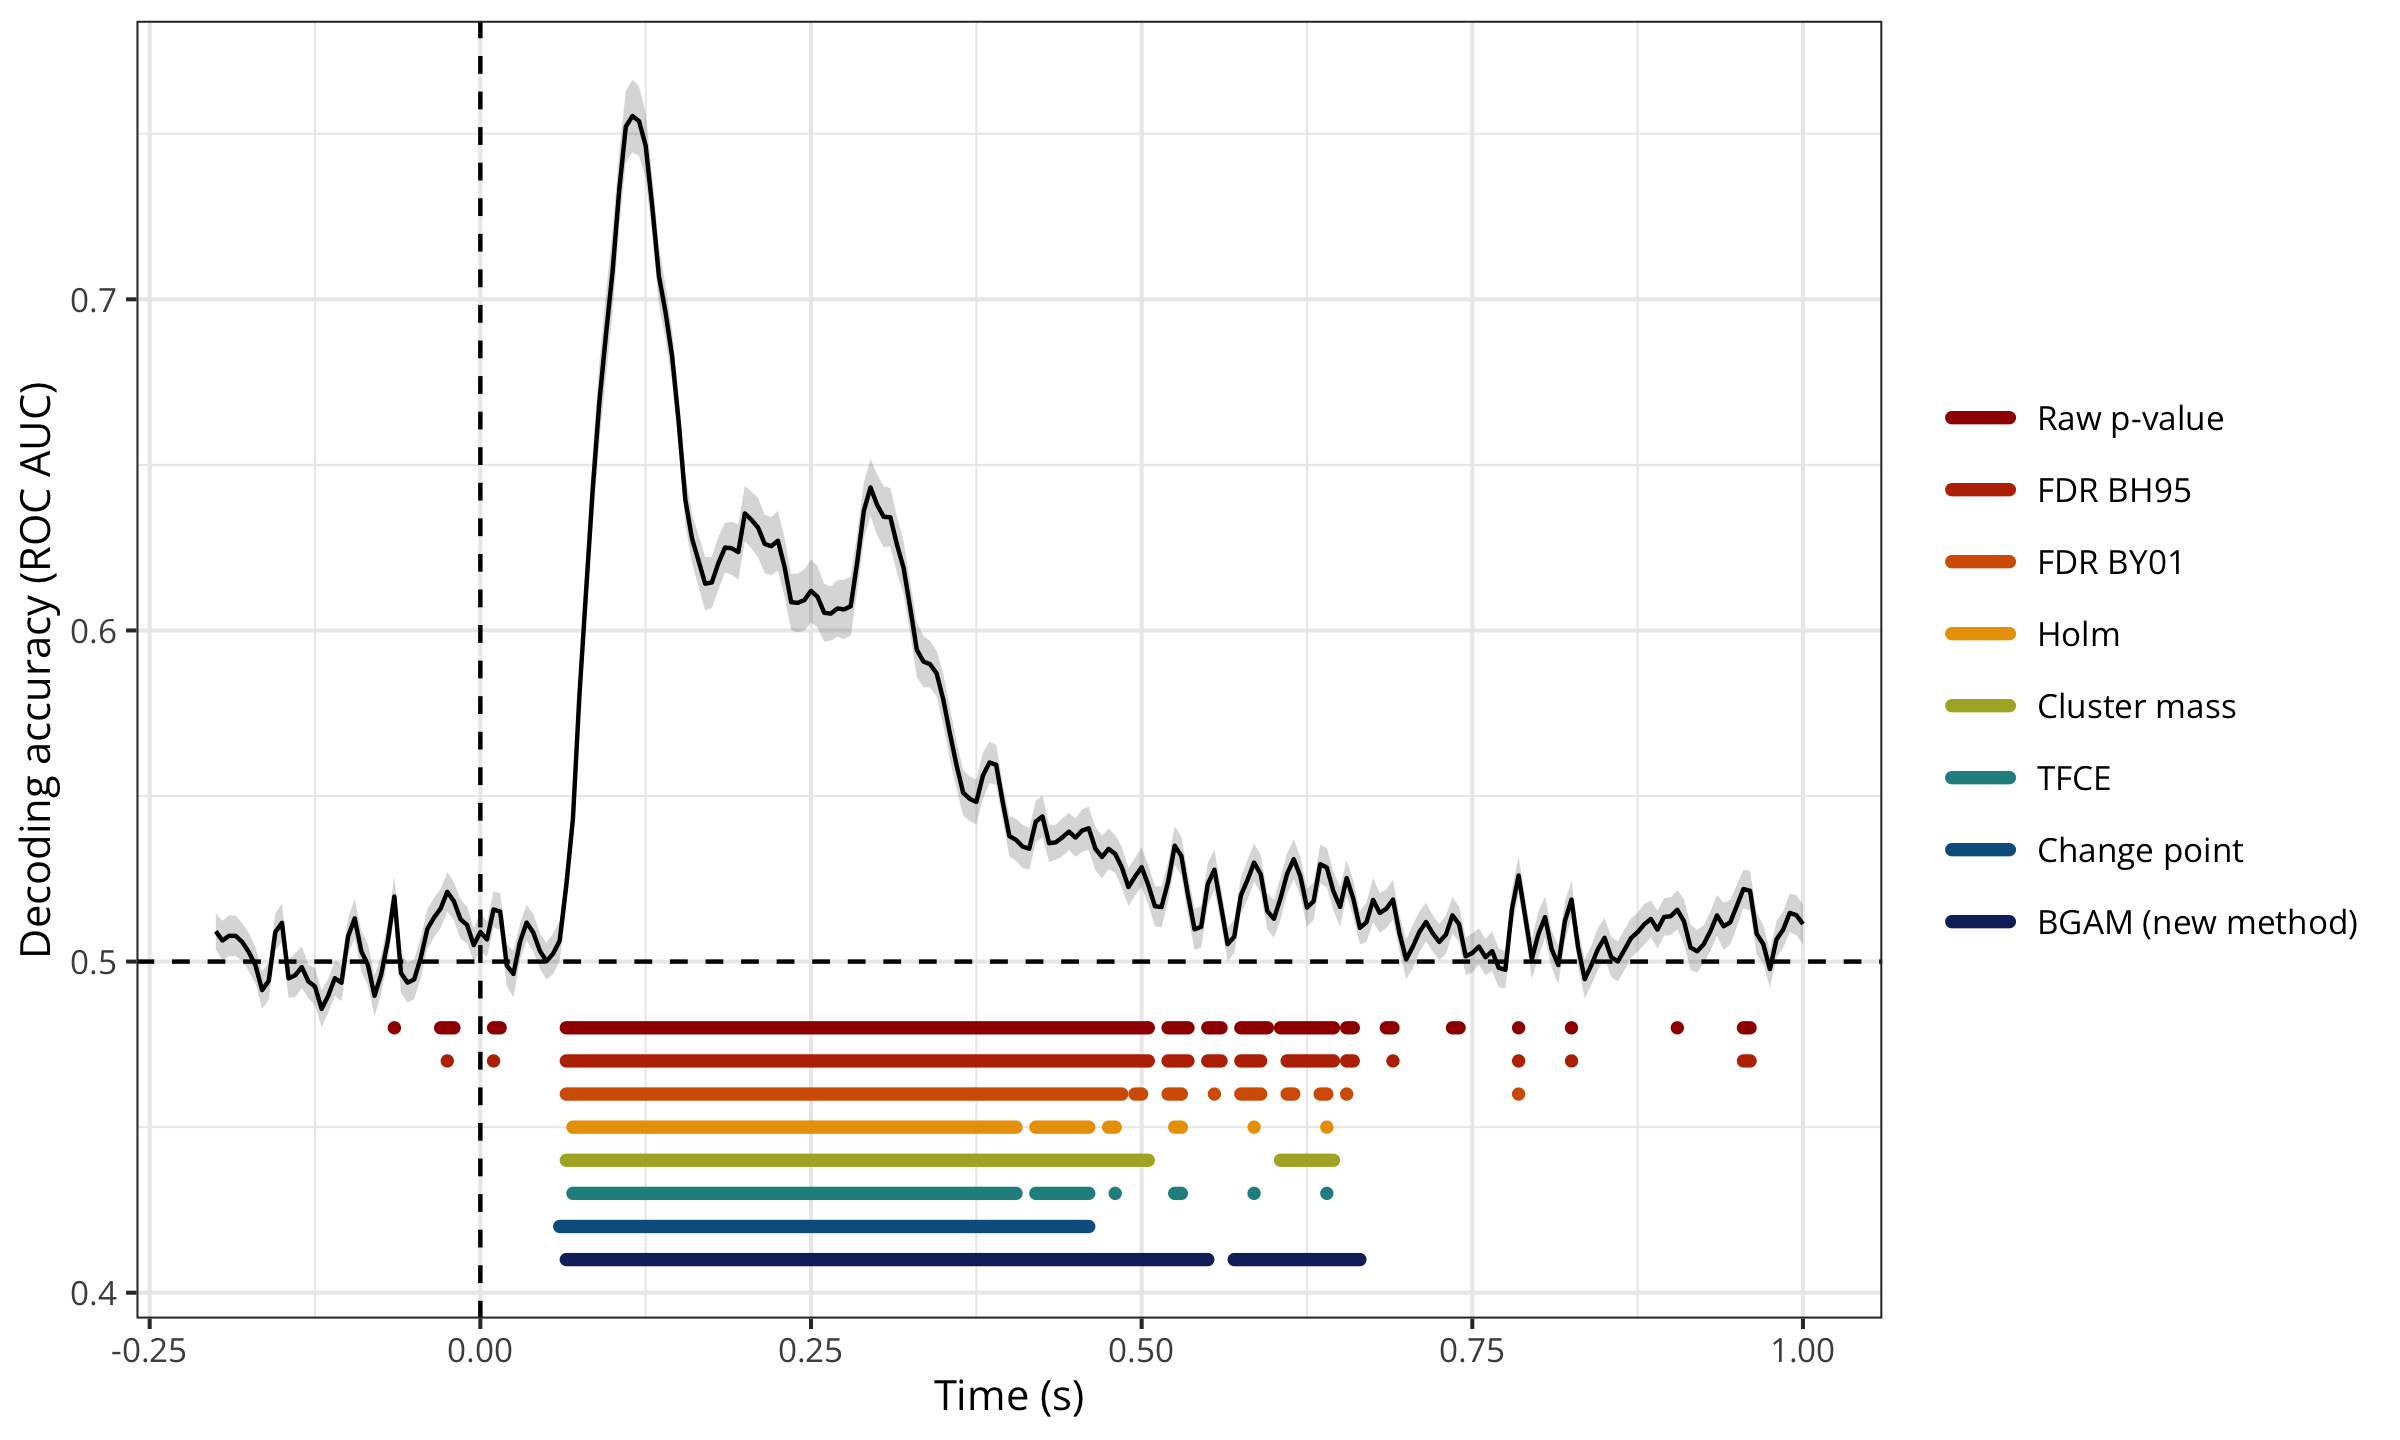 Decoding accuracy (ROC AUC)
0.7
0.6
0.5
0.4
-0.25 0.00 0.25 0.50 0.75 1.00
Time (s)
Raw p-value
FDR BH95
FDR BY01
Holm
Cluster mass
TFCE
Change point
BGAM (new method)